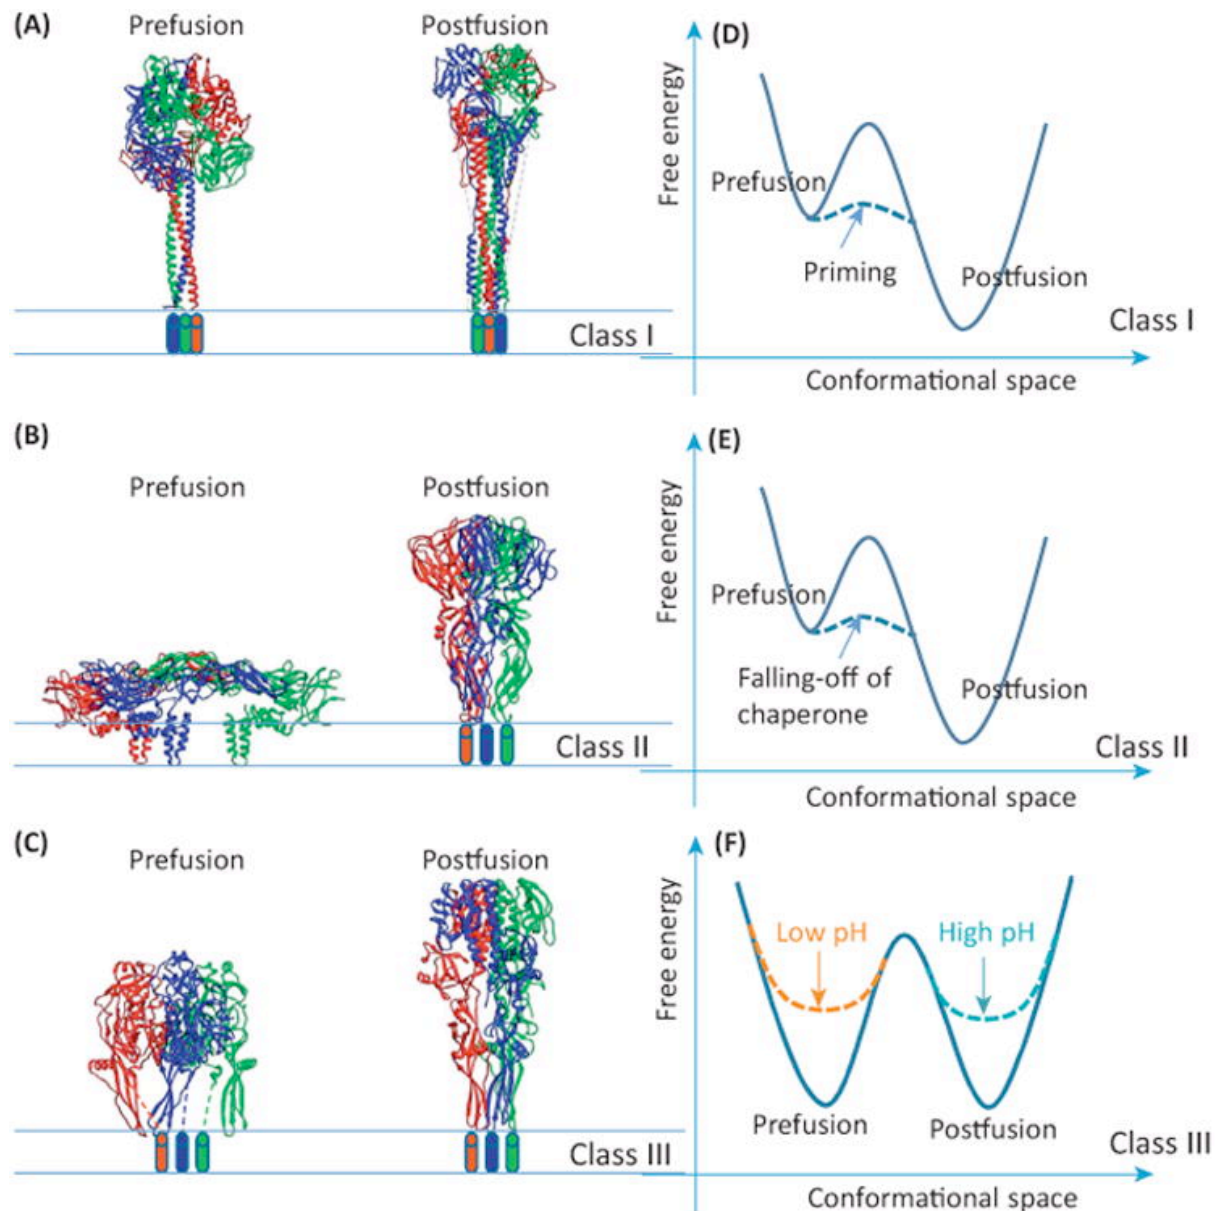 (A)
Prefusion
Postfusion
Class I
(D)
Free energy
Prefusion
Priming
Postfusion
Class I
Conformational space
(B)
Prefusion
Postfusion
Class II
(E)
Free energy
Prefusion
Falling-off of
chaperone
Postfusion
Class II
Conformational space
(C)
Prefusion
Postfusion
Class III
(F)
Free energy
Low pH
High pH
Prefusion
Postfusion
Class III
Conformational space